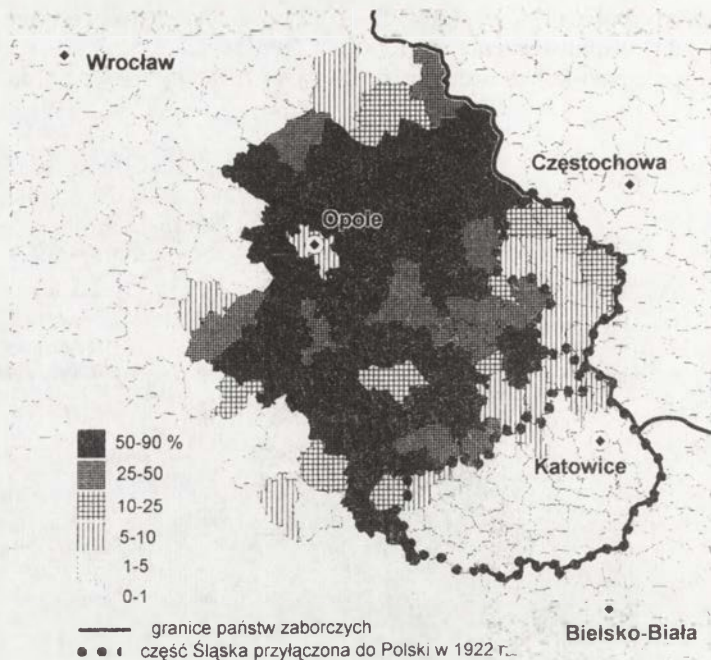 Wrocław
Częstochowa
Opole
Katowice
Bielsko-Biała
50-90 %
25-50
10-25
5-10
1-5
0-1
granice państw zaborczych
część Śląska przyłączona do Polski w 1922 r.